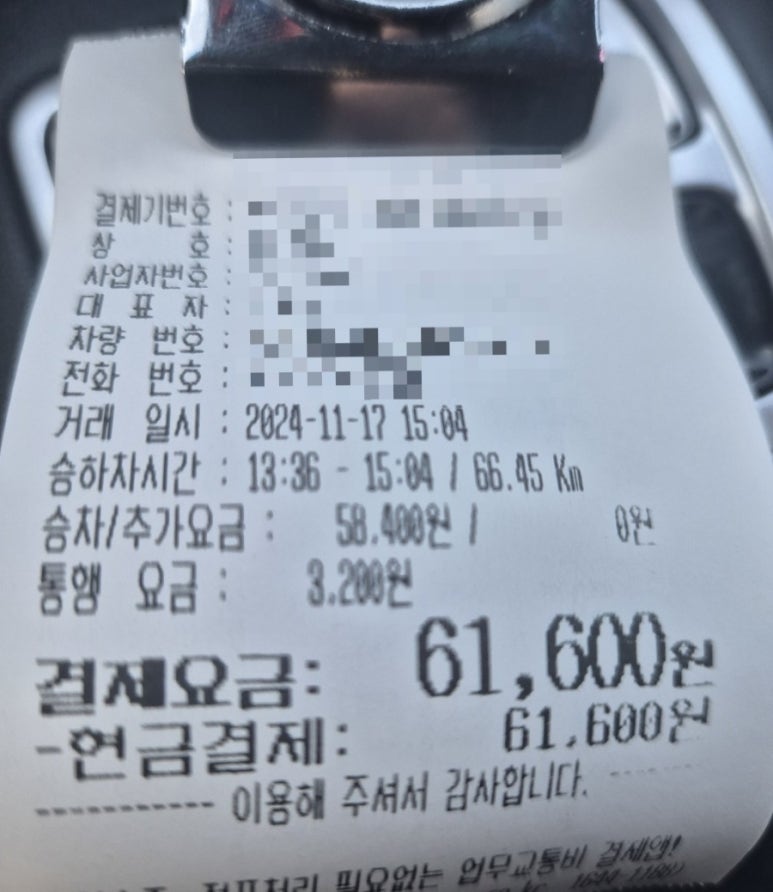 결제기번호 :
상 호 :
사업자번호 :
대 표 자 :
차량 번호 :
전화 번호 :
거래 일시 : 2024-11-17 15:04
승하차시간 : 13:36 - 15:04 / 66.45 Km
승차/추가요금 : 58.400원 / 0원
통행 요금 : 3.200원
결제요금: 61,600원
-현금결제: 61.600원
----------- 이용해 주셔서 감사합니다. -------
전표처리 필요없는 업무교통비 결제앱!